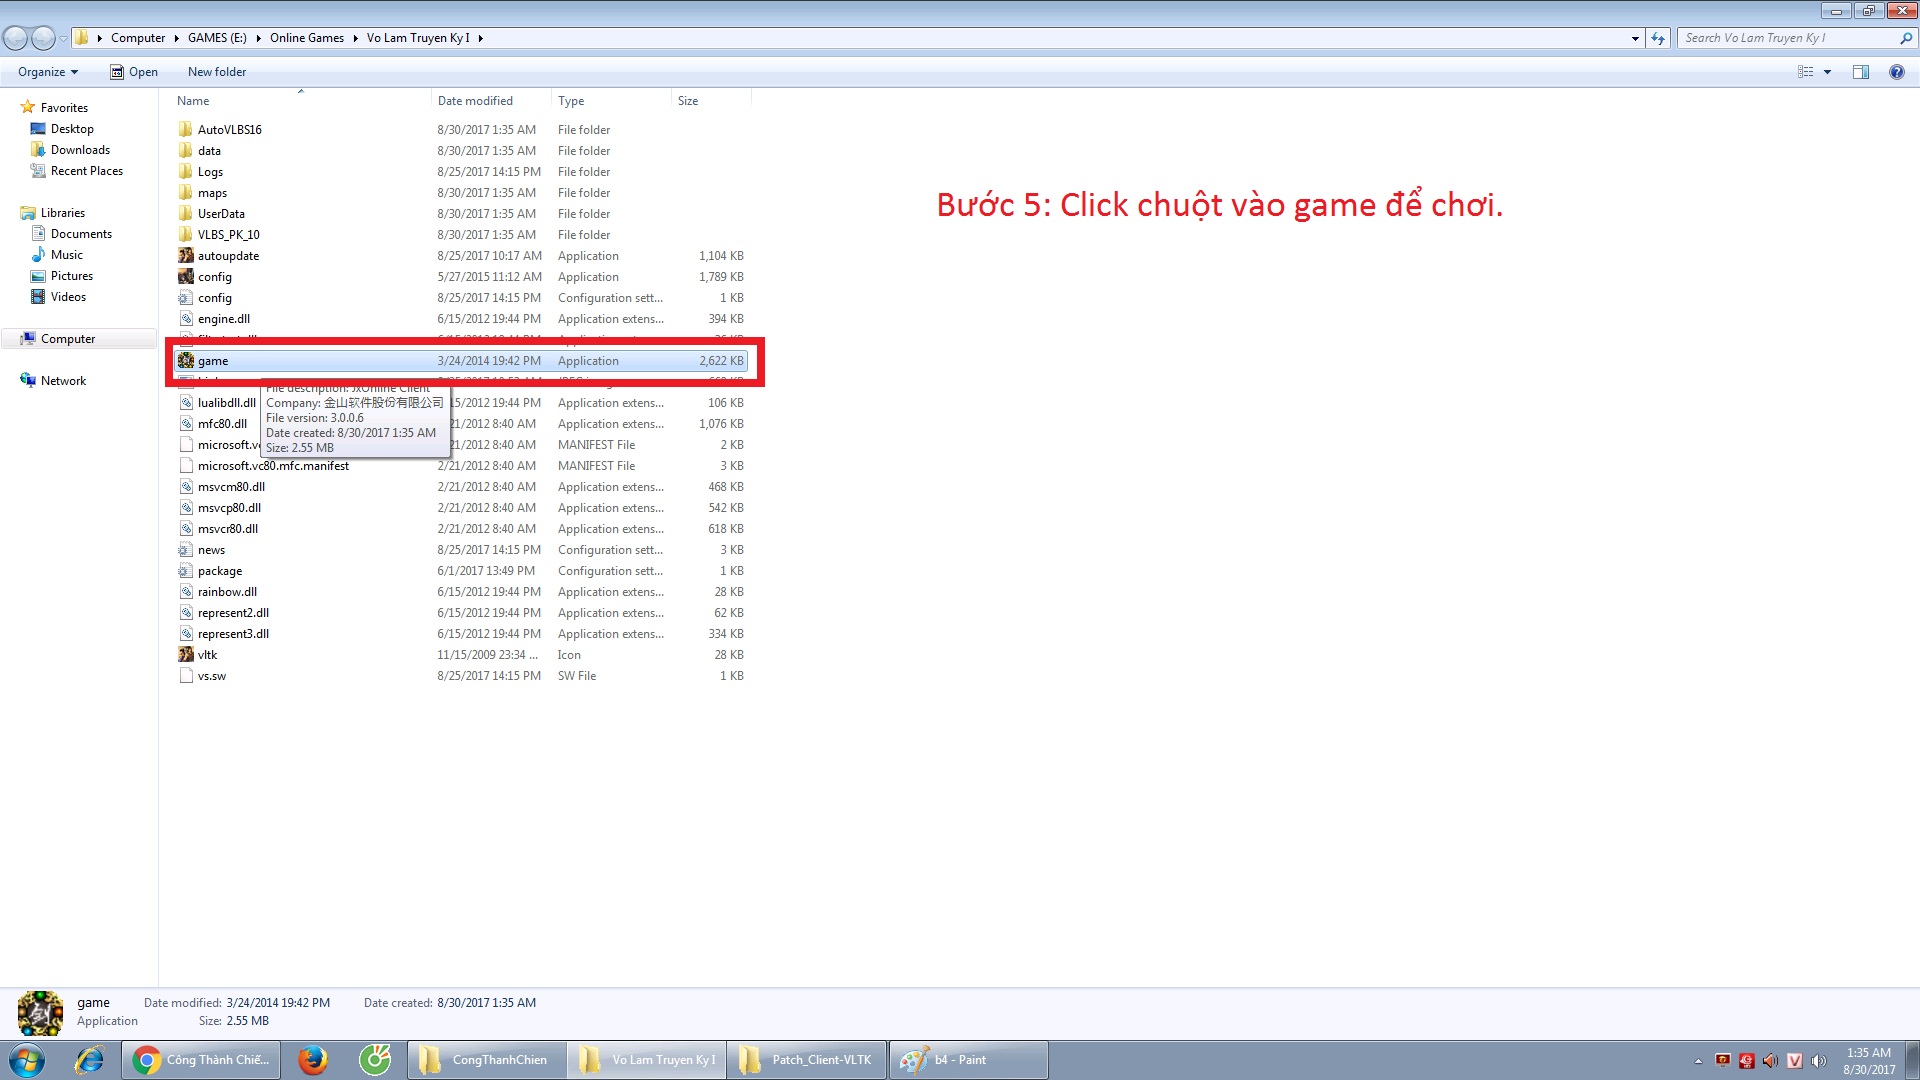 Computer
GAMES (E:)
Online Games
Vo Lam Truyen Ky I
Search Vo Lam Truyen Ky I
Organize
Open
New folder
Favorites
Desktop
Downloads
Recent Places
Libraries
Documents
Music
Pictures
Videos
Computer
Network
Name Date modified Type Size
AutoVLBS16 8/30/2017 1:35 AM File folder
data 8/30/2017 1:35 AM File folder
Logs 8/25/2017 14:15 PM File folder
maps 8/30/2017 1:35 AM File folder
UserData 8/30/2017 1:35 AM File folder
VLBS_PK_10 8/30/2017 1:35 AM File folder
autoupdate 8/25/2017 10:17 AM Application 1,104 KB
config 5/27/2015 11:12 AM Application 1,789 KB
config 8/25/2017 14:15 PM Configuration sett... 1 KB
engine.dll 6/15/2012 19:44 PM Application extens... 394 KB
game 3/24/2014 19:42 PM Application 2,622 KB
File description: JxOnline Client
Company: 金山软件股份有限公司
File version: 3.0.0.6
Date created: 8/30/2017 1:35 AM
Size: 2.55 MB
lualibdll.dll 15/2012 19:44 PM Application extens... 106 KB
mfc80.dll 21/2012 8:40 AM Application extens... 1,076 KB
microsoft.vc 21/2012 8:40 AM MANIFEST File 2 KB
microsoft.vc80.mfc.manifest 2/21/2012 8:40 AM MANIFEST File 3 KB
msvcm80.dll 2/21/2012 8:40 AM Application extens... 468 KB
msvcp80.dll 2/21/2012 8:40 AM Application extens... 542 KB
msvcr80.dll 2/21/2012 8:40 AM Application extens... 618 KB
news 8/25/2017 14:15 PM Configuration sett... 3 KB
package 6/1/2017 13:49 PM Configuration sett... 1 KB
rainbow.dll 6/15/2012 19:44 PM Application extens... 28 KB
represent2.dll 6/15/2012 19:44 PM Application extens... 62 KB
represent3.dll 6/15/2012 19:44 PM Application extens... 334 KB
vltk 11/15/2009 23:34 ... Icon 28 KB
vs.sw 8/25/2017 14:15 PM SW File 1 KB
Bước 5: Click chuột vào game để chơi.
game Date modified: 3/24/2014 19:42 PM Date created: 8/30/2017 1:35 AM
Application Size: 2.55 MB
Công Thành Chiế...
CongThanhChien
Vo Lam Truyen Ky I
Patch_Client-VLTK
b4 - Paint
1:35 AM
8/30/2017